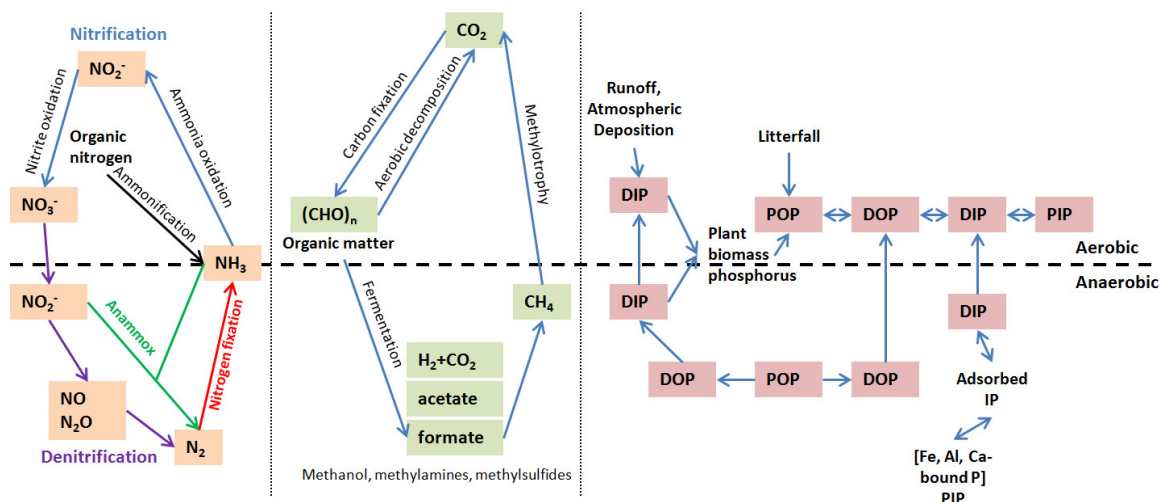 Nitrification
NO₂⁻
Nitrite oxidation
Organic
nitrogen
Ammonia oxidation
Ammonification
NO₃⁻
NH₃
NO₂⁻
Anammox
Nitrogen fixation
NO
N₂O
N₂
Denitrification
CO₂
Carbon fixation
Aerobic decomposition
Methylotrophy
(CHO)ₙ
Organic matter
Fermentation
CH₄
H₂+CO₂
acetate
formate
Methanol, methylamines, methylsulfides
Runoff,
Atmospheric
Deposition
Litterfall
DIP
POP
DOP
DIP
PIP
Plant
biomass
phosphorus
Aerobic
Anaerobic
DIP
DIP
DOP
POP
DOP
Adsorbed
IP
[Fe, Al, Ca-
bound P]
PIP